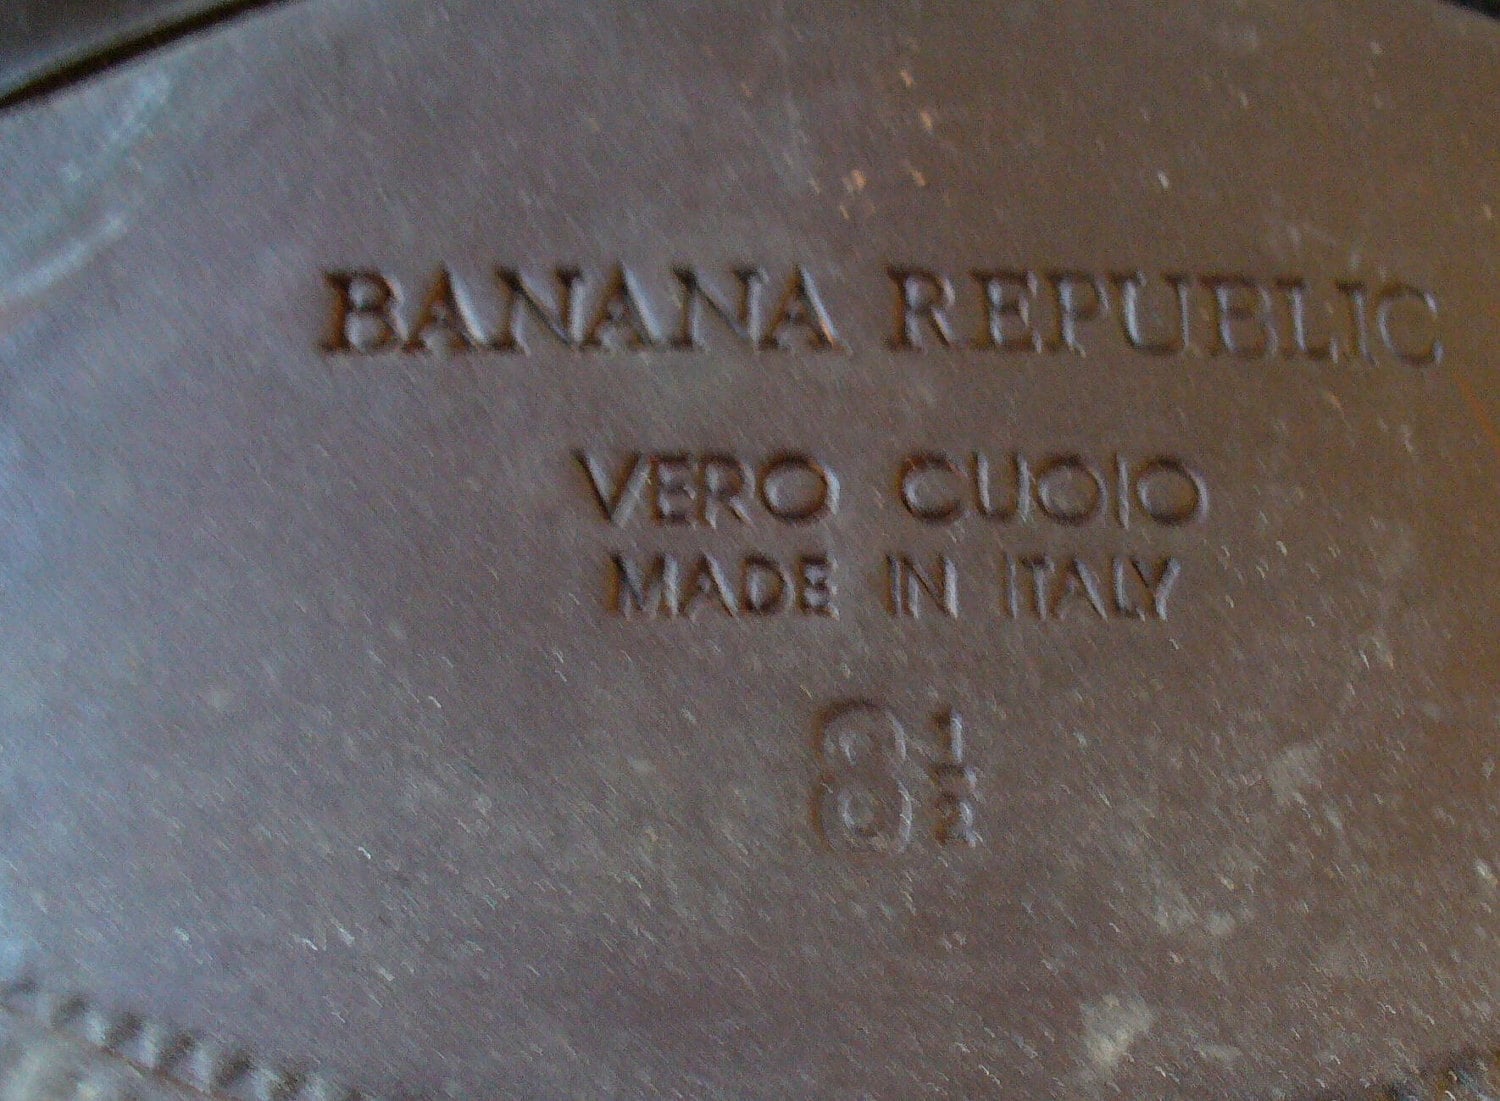 BANANA REPUBLIC
VERO CUOIO
MADE IN ITALY
8 1/2